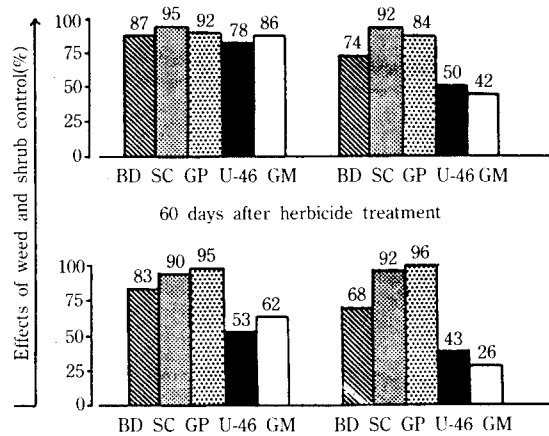 Effects of weed and shrub control(%)
100
75
50
25
0
87 95 92 78 86
BD SC GP U-46 GM
74 92 84 50 42
BD SC GP U-46 GM
60 days after herbicide treatment
100
75
50
25
0
83 90 95 53 62
BD SC GP U-46 GM
68 92 96 43 26
BD SC GP U-46 GM